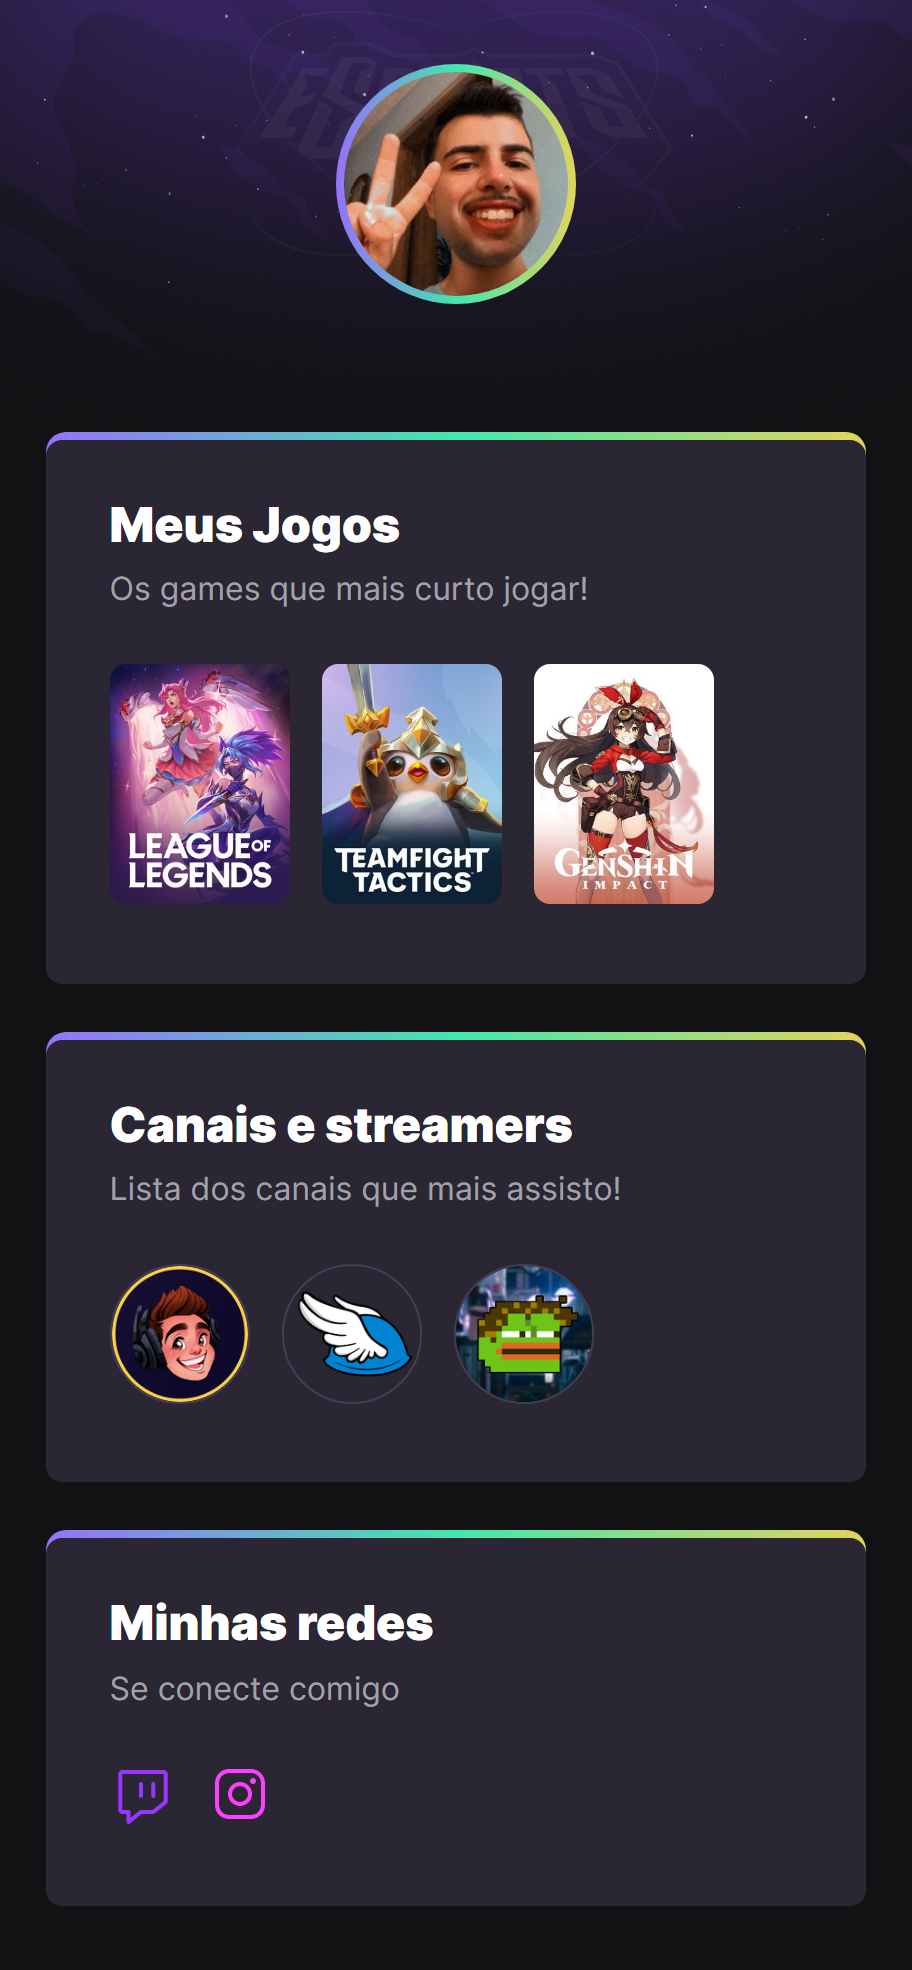 ESPORTS
Meus Jogos
Os games que mais curto jogar!
LEAGUE OF
LEGENDS
TEAMFIGHT
TACTICS
GENSHIN
IMPACT
Canais e streamers
Lista dos canais que mais assisto!
Minhas redes
Se conecte comigo